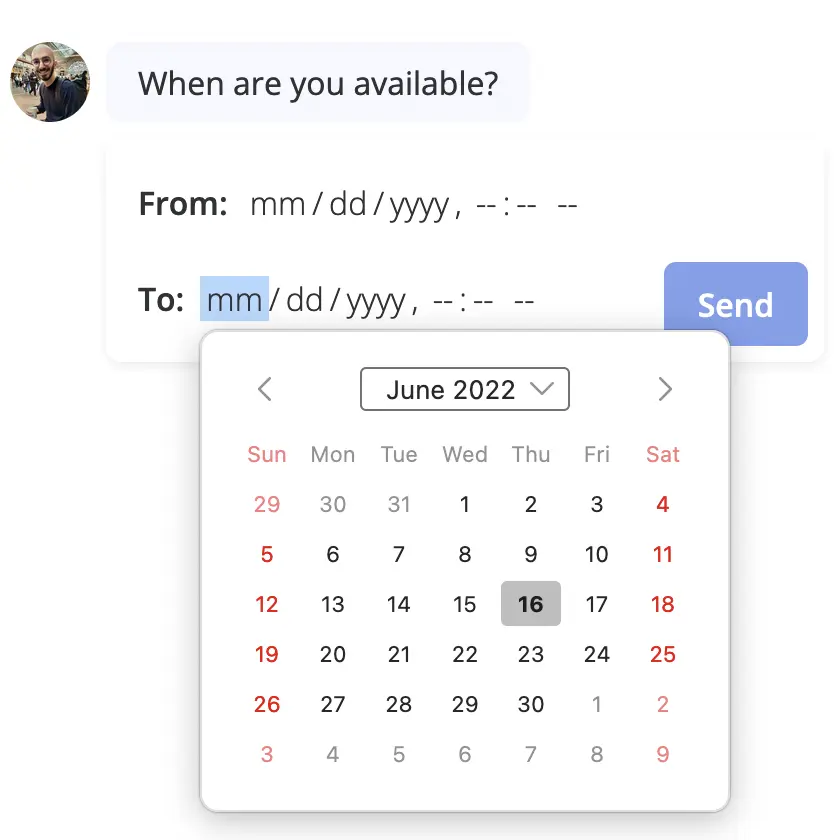 When are you available?
From: mm/dd/yyyy, --:-- --
To: mm/dd/yyyy, --:-- --
Send
June 2022
Sun Mon Tue Wed Thu Fri Sat
29 30 31 1 2 3 4
5 6 7 8 9 10 11
12 13 14 15 16 17 18
19 20 21 22 23 24 25
26 27 28 29 30 1 2
3 4 5 6 7 8 9